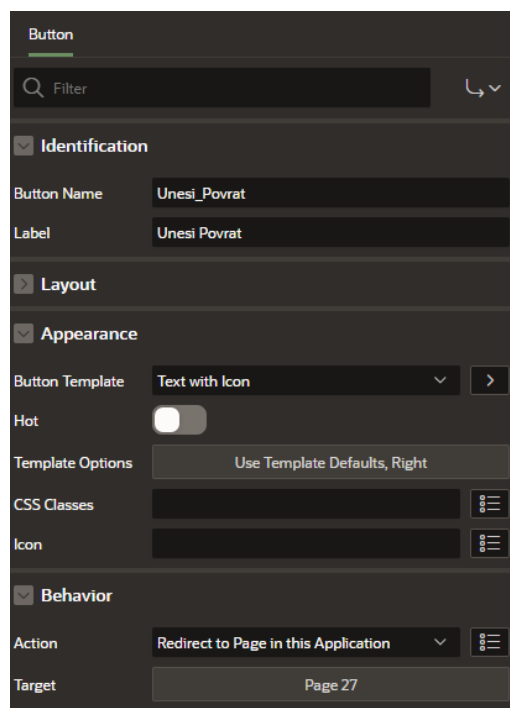 Button
Filter
Identification
Button Name Unesi_Povrat
Label Unesi Povrat
Layout
Appearance
Button Template Text with Icon
Hot
Template Options Use Template Defaults, Right
CSS Classes
Icon
Behavior
Action Redirect to Page in this Application
Target Page 27